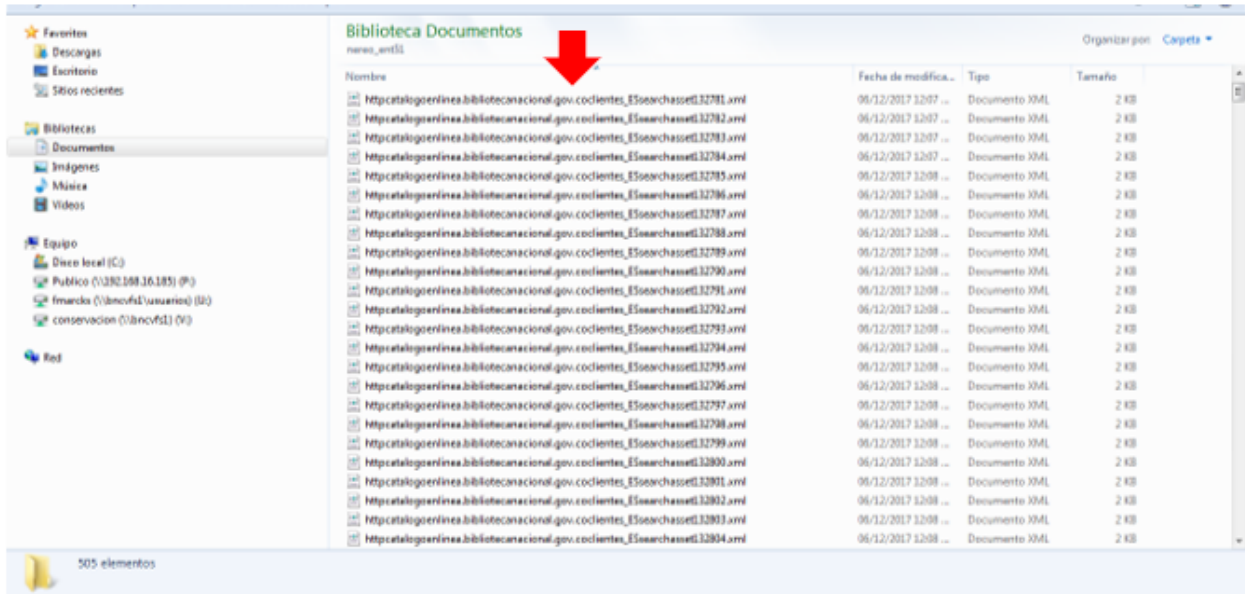 Favoritos
Descargas
Escritorio
Sitios recientes
Bibliotecas
Documentos
Imágenes
Música
Vídeos
Equipo
Disco local (C:)
Publico (\\192.168.16.185) (P:)
fmarcks (\\bncvfs1\usuarios) (U:)
conservacion (\\bncvfs1) (V:)
Red
Biblioteca Documentos
Organizar por: Carpeta
Nombre Fecha de modifica... Tipo Tamaño
httpcatalogoenlinea.bibliotecanacional.gov.coclientes_ESsearchasset132781.xml 06/12/2017 12:07 ... Documento XML 2 KB
httpcatalogoenlinea.bibliotecanacional.gov.coclientes_ESsearchasset132782.xml 06/12/2017 12:07 ... Documento XML 2 KB
httpcatalogoenlinea.bibliotecanacional.gov.coclientes_ESsearchasset132783.xml 06/12/2017 12:07 ... Documento XML 2 KB
httpcatalogoenlinea.bibliotecanacional.gov.coclientes_ESsearchasset132784.xml 06/12/2017 12:07 ... Documento XML 2 KB
httpcatalogoenlinea.bibliotecanacional.gov.coclientes_ESsearchasset132785.xml 06/12/2017 12:08 ... Documento XML 2 KB
httpcatalogoenlinea.bibliotecanacional.gov.coclientes_ESsearchasset132786.xml 06/12/2017 12:08 ... Documento XML 2 KB
httpcatalogoenlinea.bibliotecanacional.gov.coclientes_ESsearchasset132787.xml 06/12/2017 12:08 ... Documento XML 2 KB
httpcatalogoenlinea.bibliotecanacional.gov.coclientes_ESsearchasset132788.xml 06/12/2017 12:08 ... Documento XML 2 KB
httpcatalogoenlinea.bibliotecanacional.gov.coclientes_ESsearchasset132789.xml 06/12/2017 12:08 ... Documento XML 2 KB
httpcatalogoenlinea.bibliotecanacional.gov.coclientes_ESsearchasset132790.xml 06/12/2017 12:08 ... Documento XML 2 KB
httpcatalogoenlinea.bibliotecanacional.gov.coclientes_ESsearchasset132791.xml 06/12/2017 12:08 ... Documento XML 2 KB
httpcatalogoenlinea.bibliotecanacional.gov.coclientes_ESsearchasset132792.xml 06/12/2017 12:08 ... Documento XML 2 KB
httpcatalogoenlinea.bibliotecanacional.gov.coclientes_ESsearchasset132793.xml 06/12/2017 12:08 ... Documento XML 2 KB
httpcatalogoenlinea.bibliotecanacional.gov.coclientes_ESsearchasset132794.xml 06/12/2017 12:08 ... Documento XML 2 KB
httpcatalogoenlinea.bibliotecanacional.gov.coclientes_ESsearchasset132795.xml 06/12/2017 12:08 ... Documento XML 2 KB
httpcatalogoenlinea.bibliotecanacional.gov.coclientes_ESsearchasset132796.xml 06/12/2017 12:08 ... Documento XML 2 KB
httpcatalogoenlinea.bibliotecanacional.gov.coclientes_ESsearchasset132797.xml 06/12/2017 12:08 ... Documento XML 2 KB
httpcatalogoenlinea.bibliotecanacional.gov.coclientes_ESsearchasset132798.xml 06/12/2017 12:08 ... Documento XML 2 KB
httpcatalogoenlinea.bibliotecanacional.gov.coclientes_ESsearchasset132799.xml 06/12/2017 12:08 ... Documento XML 2 KB
httpcatalogoenlinea.bibliotecanacional.gov.coclientes_ESsearchasset132800.xml 06/12/2017 12:08 ... Documento XML 2 KB
httpcatalogoenlinea.bibliotecanacional.gov.coclientes_ESsearchasset132801.xml 06/12/2017 12:08 ... Documento XML 2 KB
httpcatalogoenlinea.bibliotecanacional.gov.coclientes_ESsearchasset132802.xml 06/12/2017 12:08 ... Documento XML 2 KB
httpcatalogoenlinea.bibliotecanacional.gov.coclientes_ESsearchasset132803.xml 06/12/2017 12:08 ... Documento XML 2 KB
httpcatalogoenlinea.bibliotecanacional.gov.coclientes_ESsearchasset132804.xml 06/12/2017 12:08 ... Documento XML 2 KB
505 elementos